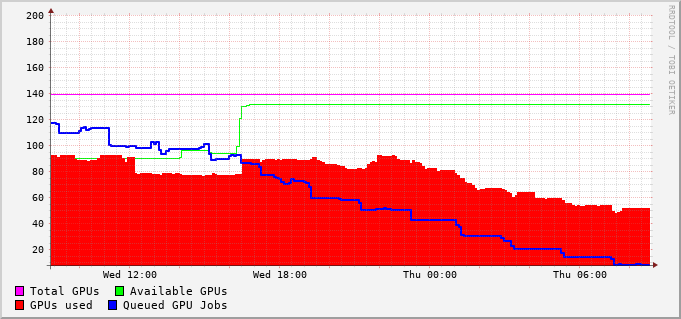 200
180
160
140
120
100
80
60
40
20
Wed 12:00 Wed 18:00 Thu 00:00 Thu 06:00
Total GPUs Available GPUs
GPUs used Queued GPU Jobs
RRDTOOL / TOBI OETIKER